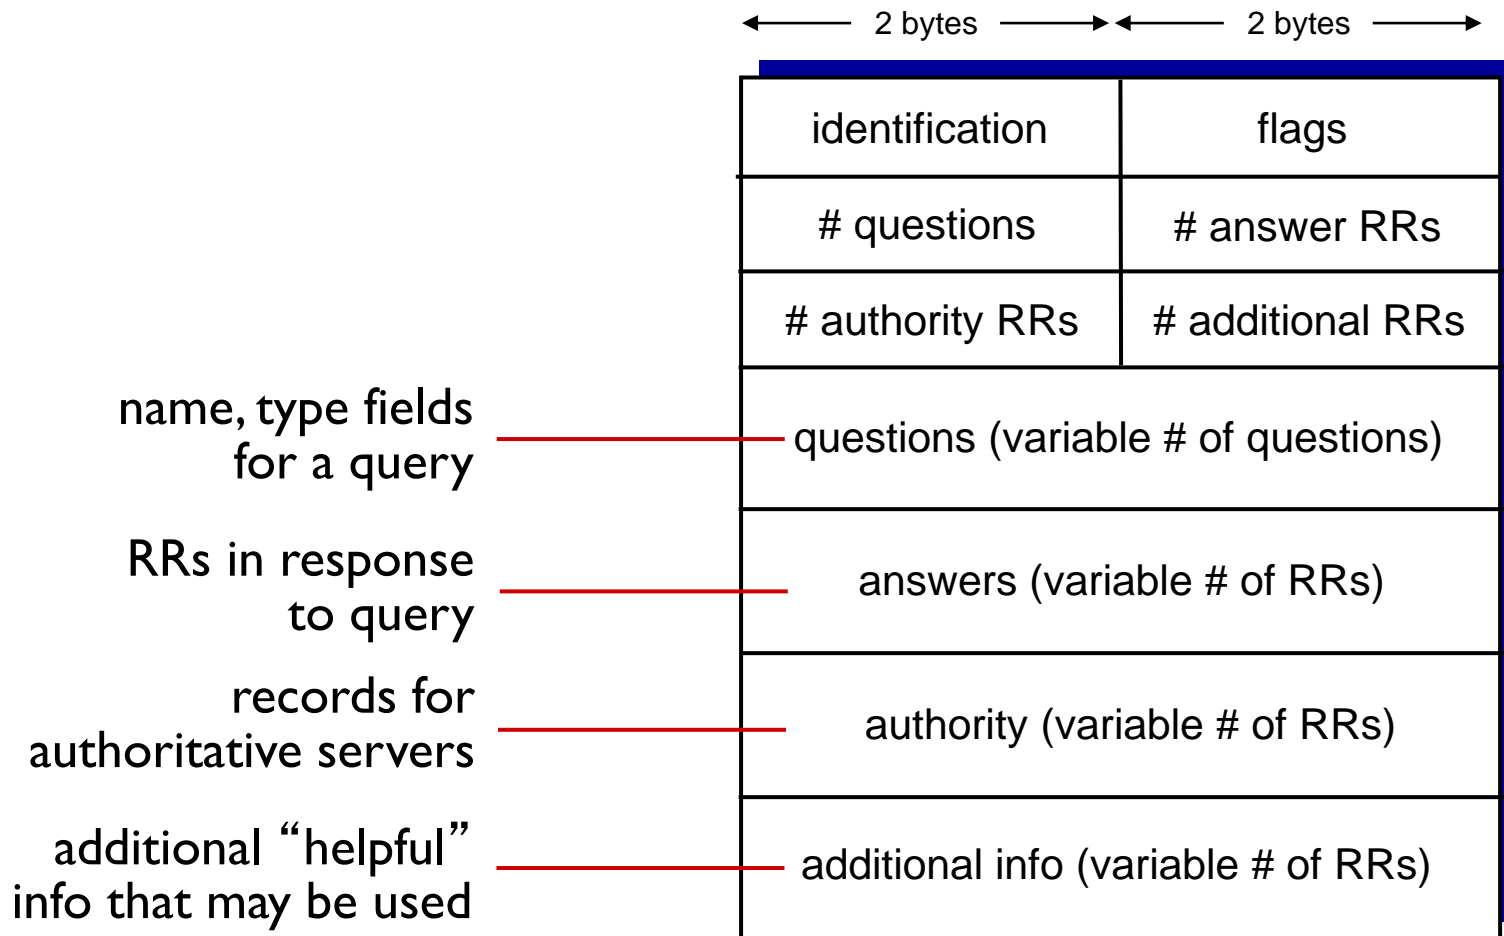 2 bytes 2 bytes
identification flags
# questions # answer RRs
# authority RRs # additional RRs
name, type fields
for a query
questions (variable # of questions)
RRs in response
to query
answers (variable # of RRs)
records for
authoritative servers
authority (variable # of RRs)
additional “helpful”
info that may be used
additional info (variable # of RRs)